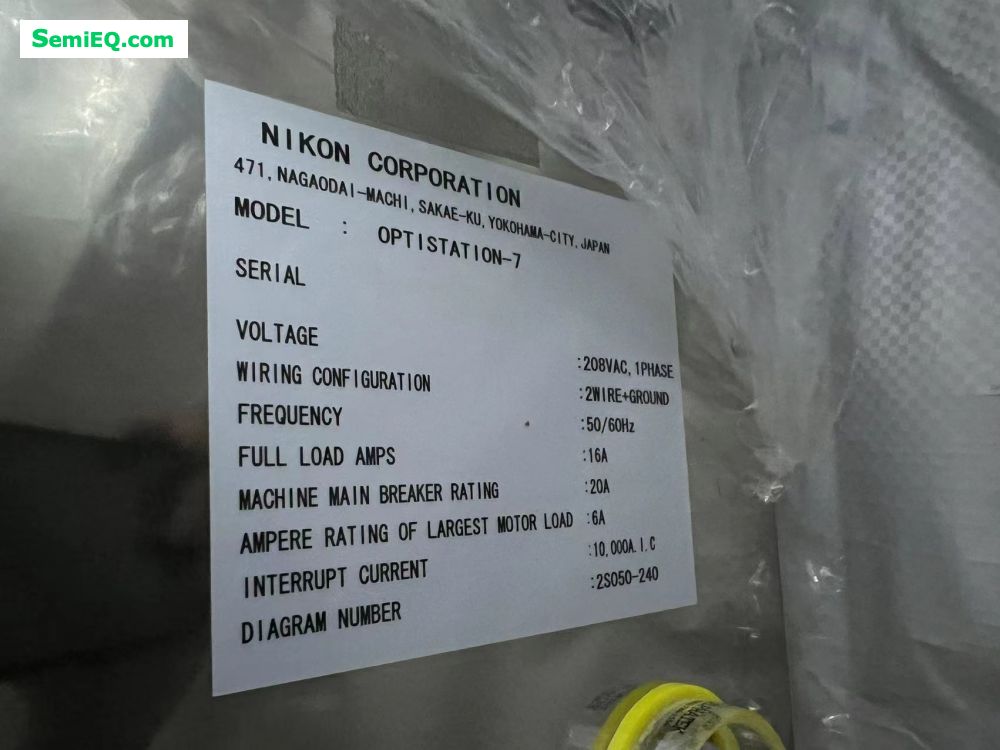 SemiEQ.com
NIKON CORPORATION
471, NAGAODAI-MACHI, SAKAE-KU, YOKOHAMA-CITY, JAPAN
MODEL : OPTISTATION-7
SERIAL
VOLTAGE :208VAC, 1PHASE
WIRING CONFIGURATION :2WIRE+GROUND
FREQUENCY :50/60Hz
FULL LOAD AMPS :16A
MACHINE MAIN BREAKER RATING :20A
AMPERE RATING OF LARGEST MOTOR LOAD :6A
INTERRUPT CURRENT :10,000A.I.C
DIAGRAM NUMBER :2S050-240